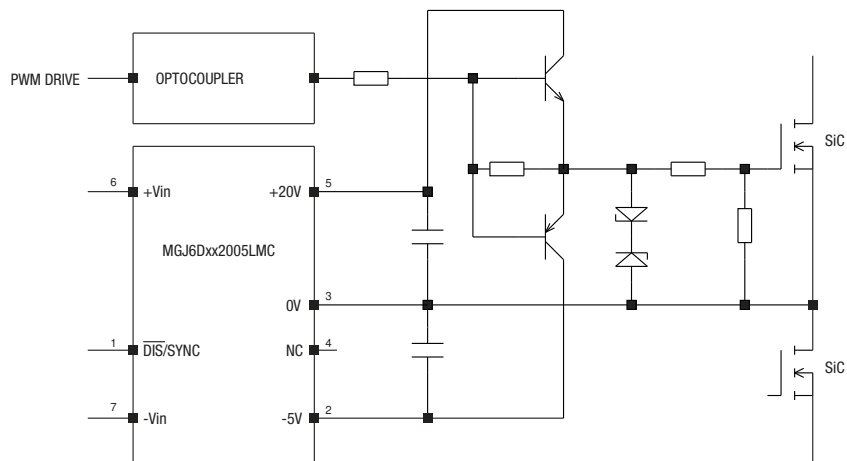 PWM DRIVE
OPTOCOUPLER
SiC
6
+Vin
+20V
5
MGJ6Dxx2005LMC
0V
3
1
DIS/SYNC
NC
4
SiC
7
-Vin
-5V
2